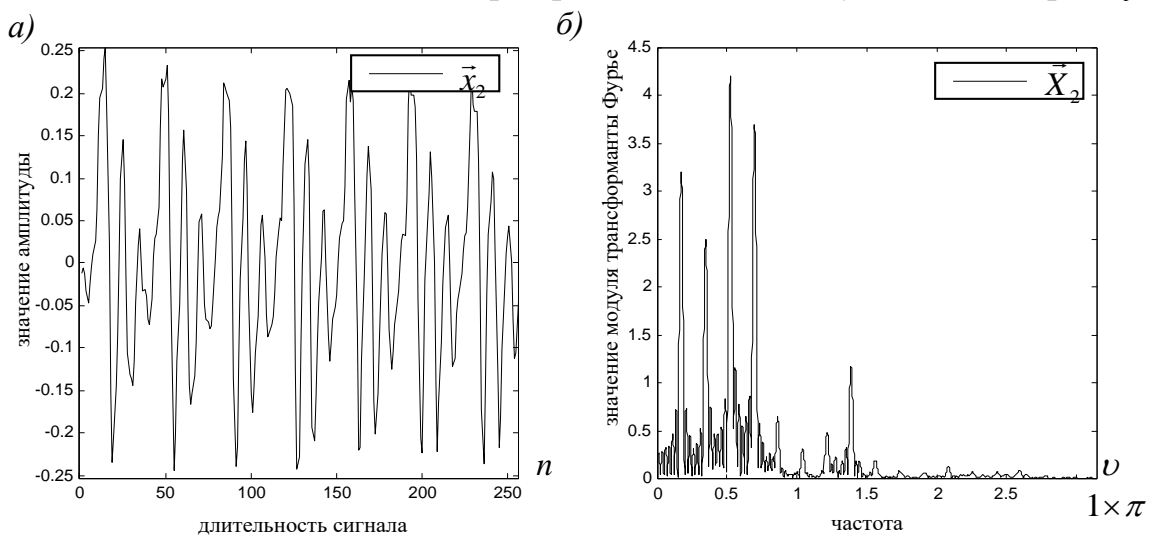 а)
значение амплитуды
0.25
0.2
0.15
0.1
0.05
0
-0.05
-0.1
-0.15
-0.2
-0.25
0 50 100 150 200 250
x⃗₂
n
длительность сигнала
б)
значение модуля трансформанты Фурье
4.5
4
3.5
3
2.5
2
1.5
1
0.5
0
0 0.5 1 1.5 2 2.5
X⃗₂
υ
1×π
частота